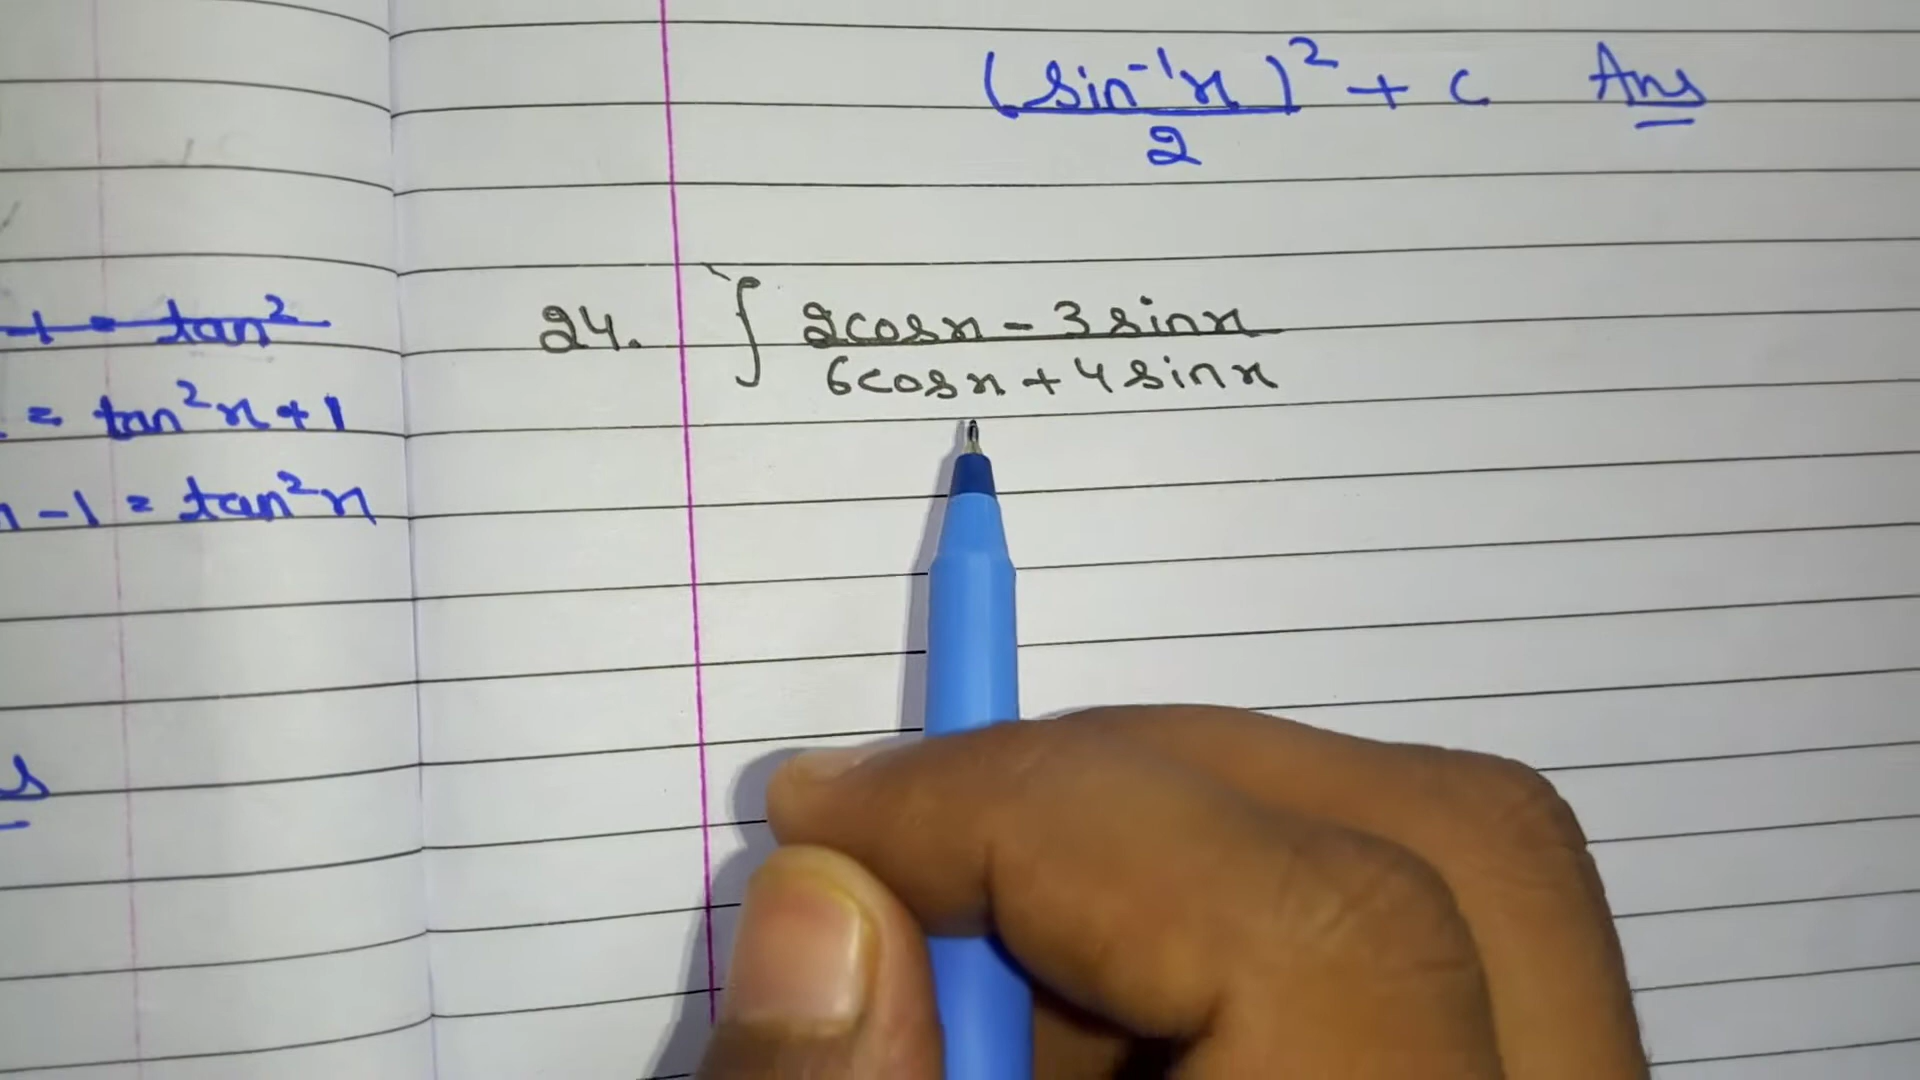 + = tan²
= tan²x+1
-1 = tan²x
s
(sin⁻¹x)² + c Ans
2
24. ∫ 2cosx - 3sinx
6cosx + 4sinx